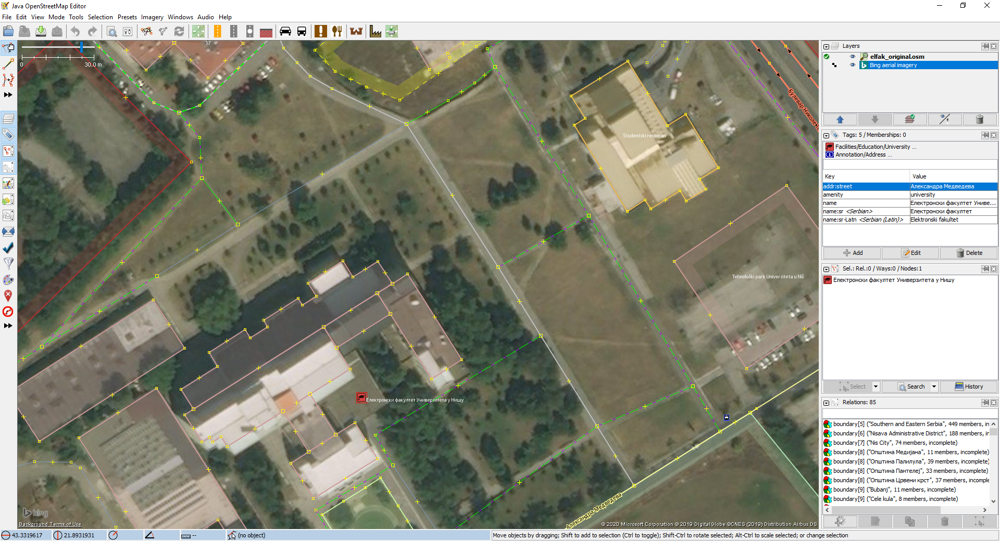 Java OpenStreetMap Editor
File Edit View Mode Tools Selection Presets Imagery Windows Audio Help
0 30.0 m
17
Булевар Николе
Studentski restoran
Tehnološki park Univerziteta u Niš
Електронски факултет Универзитета у Нишу
Александра Медведева
bing
Background Terms of Use
© 2020 Microsoft Corporation © 2019 DigitalGlobe ©CNES (2019) Distribution Airbus DS
Layers
elfak_original.osm
Bing aerial imagery
Tags: 5 / Memberships: 0
Facilities/Education/University ...
Annotation/Address ...
Key Value
addr:street Александра Медведева
amenity university
name Електронски факултет Униве...
name:sr <Serbian> Електронски факултет
name:sr-Latn <Serbian (Latin)> Elektronski fakultet
Add Edit Delete
Sel.: Rel.:0 / Ways:0 / Nodes:1
Електронски факултет Универзитета у Нишу
Select Search History
Relations: 85
boundary[5] ("Southern and Eastern Serbia", 449 members, in
boundary[6] ("Nisava Administrative District", 188 members, in
boundary[7] ("Nis City", 74 members, incomplete)
boundary[8] ("Општина Медијана", 11 members, incomplete)
boundary[8] ("Општина Палилула", 39 members, incomplete)
boundary[8] ("Општина Пантелеј", 33 members, incomplete)
boundary[8] ("Општина Црвени крст", 37 members, incomple
boundary[9] ("Bubanj", 11 members, incomplete)
boundary[9] ("Cele kula", 8 members, incomplete)
43.3319617 21.8931931 -- (no object)
Move objects by dragging; Shift to add to selection (Ctrl to toggle); Shift-Ctrl to rotate selected; Alt-Ctrl to scale selected; or change selection